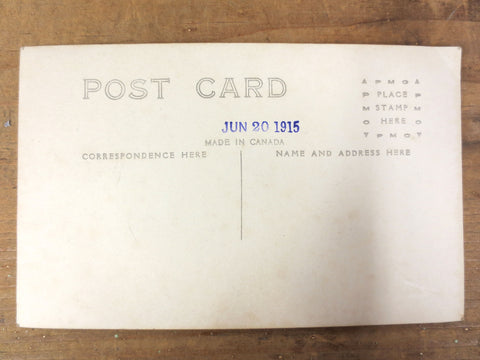 POST CARD
A P M O A
P PLACE P
M STAMP M
O HERE O
T P M O T
JUN 20 1915
MADE IN CANADA
CORRESPONDENCE HERE
NAME AND ADDRESS HERE